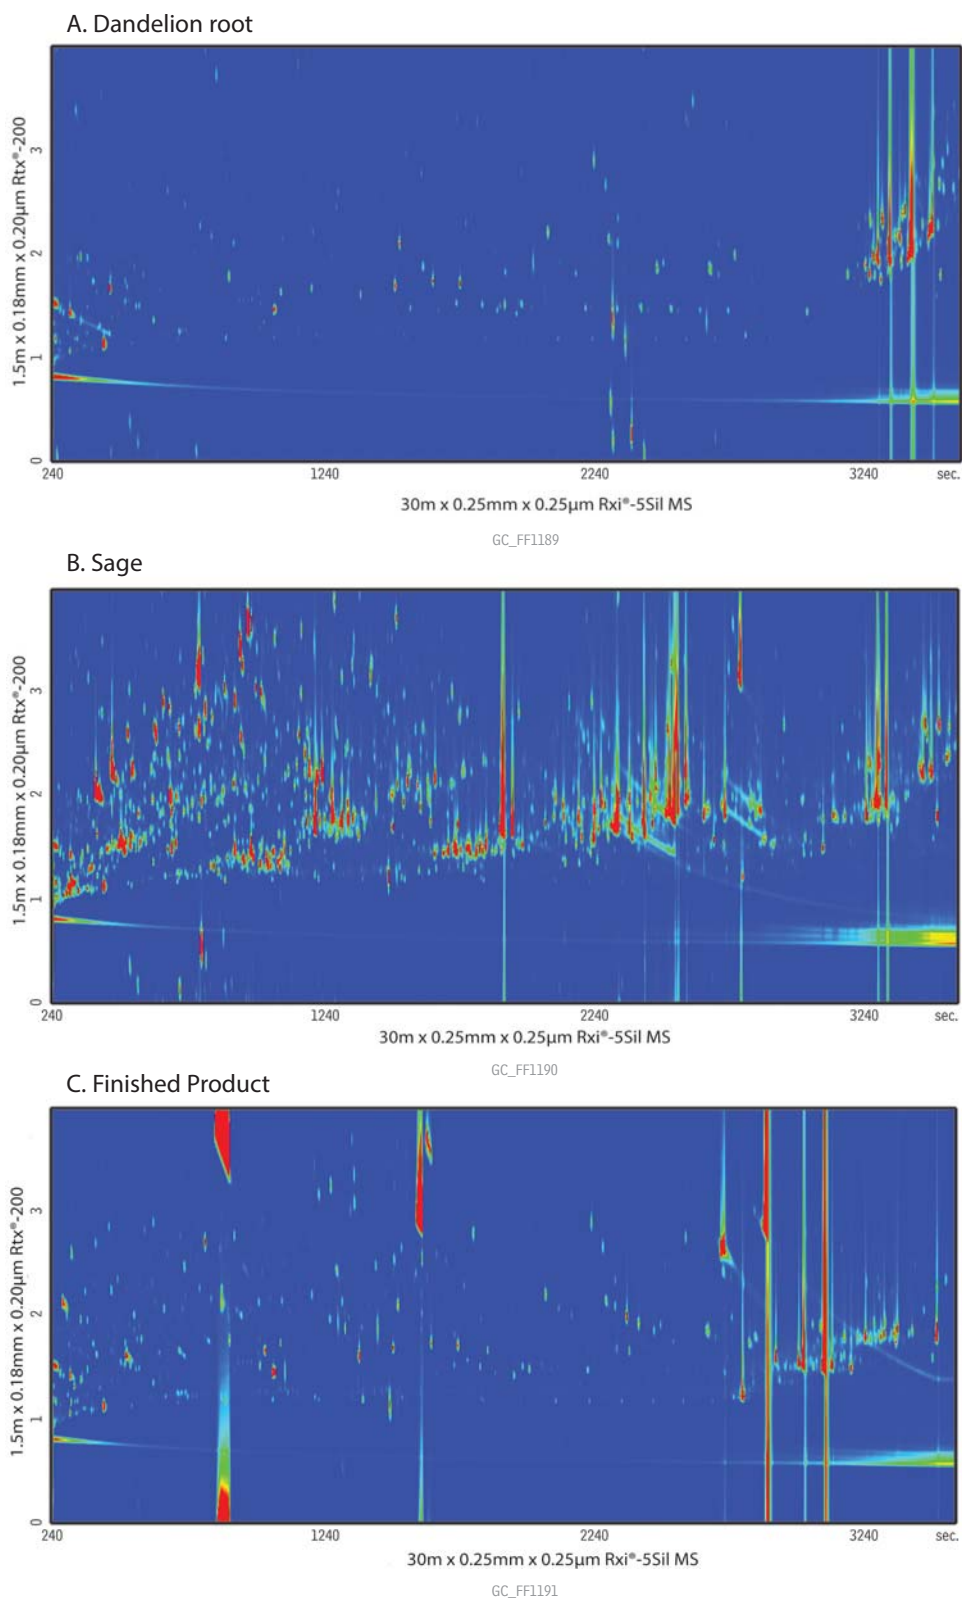 A. Dandelion root
1.5m x 0.18mm x 0.20µm Rtx®-200
3
2
1
0
240 1240 2240 3240 sec.
30m x 0.25mm x 0.25µm Rxi®-5Sil MS
GC_FF1189
B. Sage
1.5m x 0.18mm x 0.20µm Rtx®-200
3
2
1
0
240 1240 2240 3240 sec.
30m x 0.25mm x 0.25µm Rxi®-5Sil MS
GC_FF1190
C. Finished Product
1.5m x 0.18mm x 0.20µm Rtx®-200
3
2
1
0
240 1240 2240 3240 sec.
30m x 0.25mm x 0.25µm Rxi®-5Sil MS
GC_FF1191